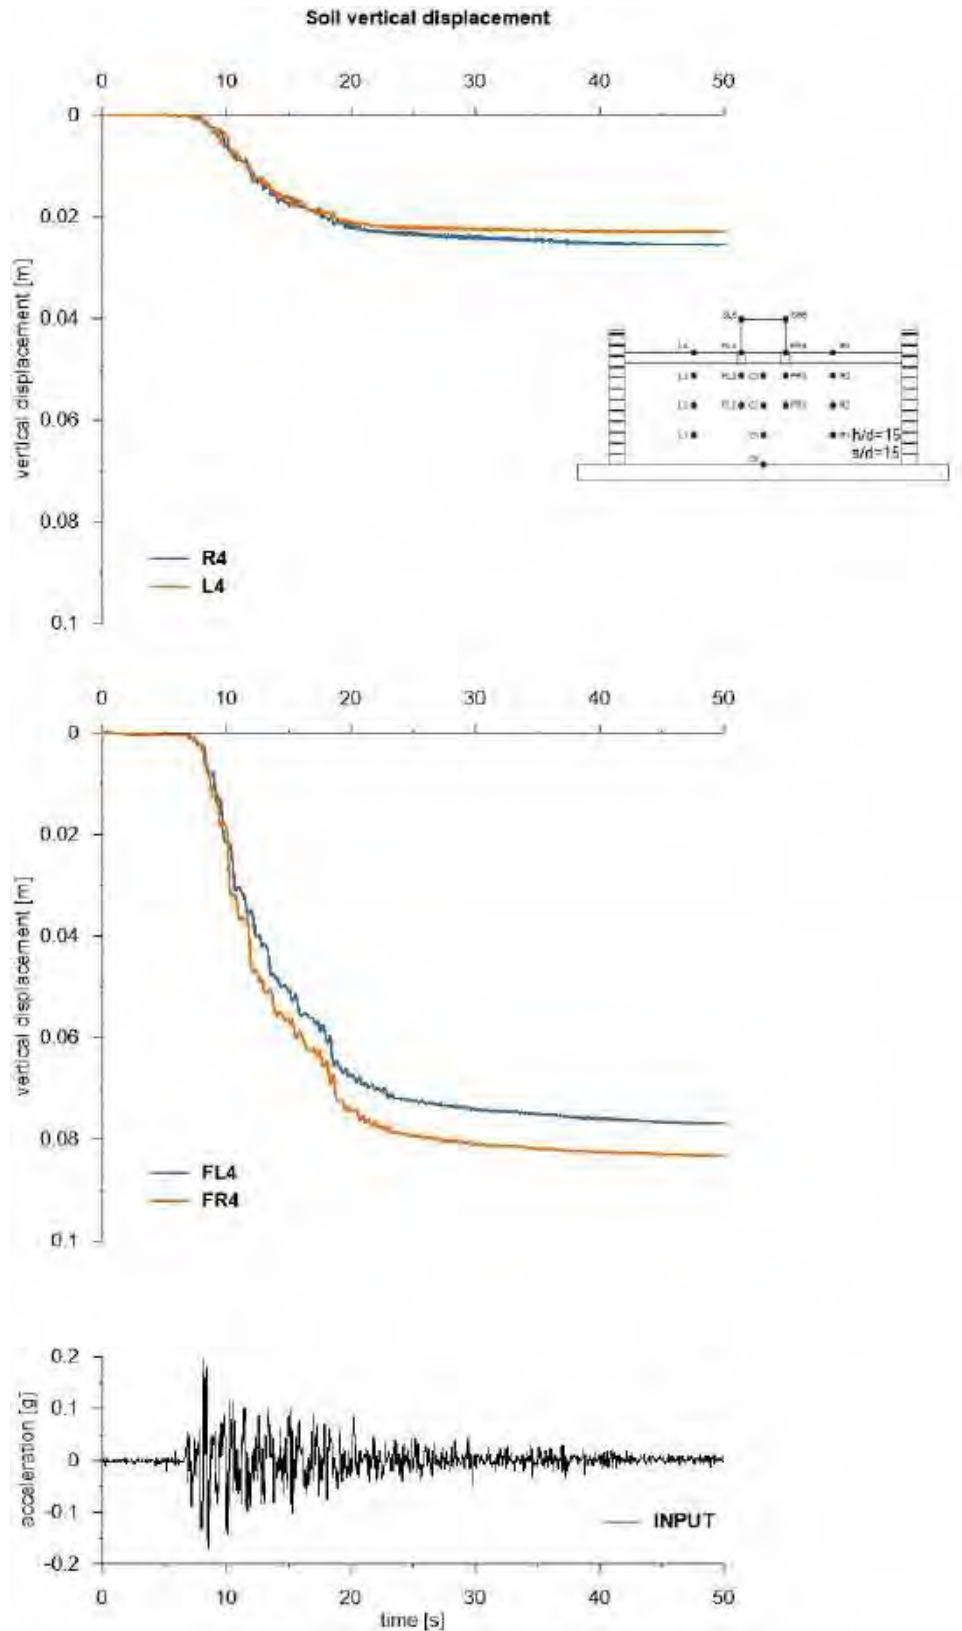 Soil vertical displacement
0 10 20 30 40 50
0
0.02
0.04
0.06
0.08
0.1
vertical displacement [m]
R4
L4
h/d=15
s/d=15
0 10 20 30 40 50
0
0.02
0.04
0.06
0.08
0.1
vertical displacement [m]
FL4
FR4
0.2
0.1
0
-0.1
-0.2
acceleration [g]
INPUT
0 10 20 30 40 50
time [s]